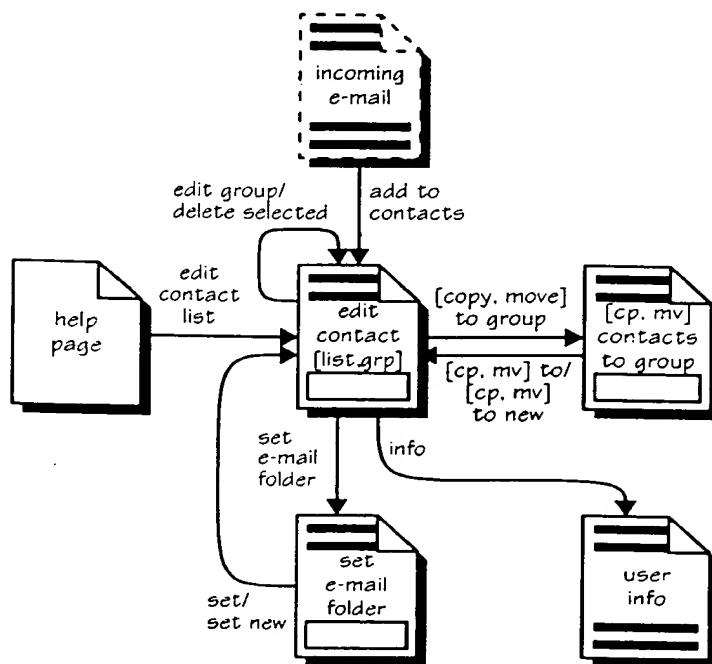 incoming
e-mail
edit group/
delete selected
add to
contacts
help
page
edit
contact
list
edit
contact
[list.grp]
[copy. move]
to group
[cp. mv]
contacts
to group
[cp. mv] to/
[cp. mv]
to new
set
e-mail
folder
info
set/
set new
set
e-mail
folder
user
info